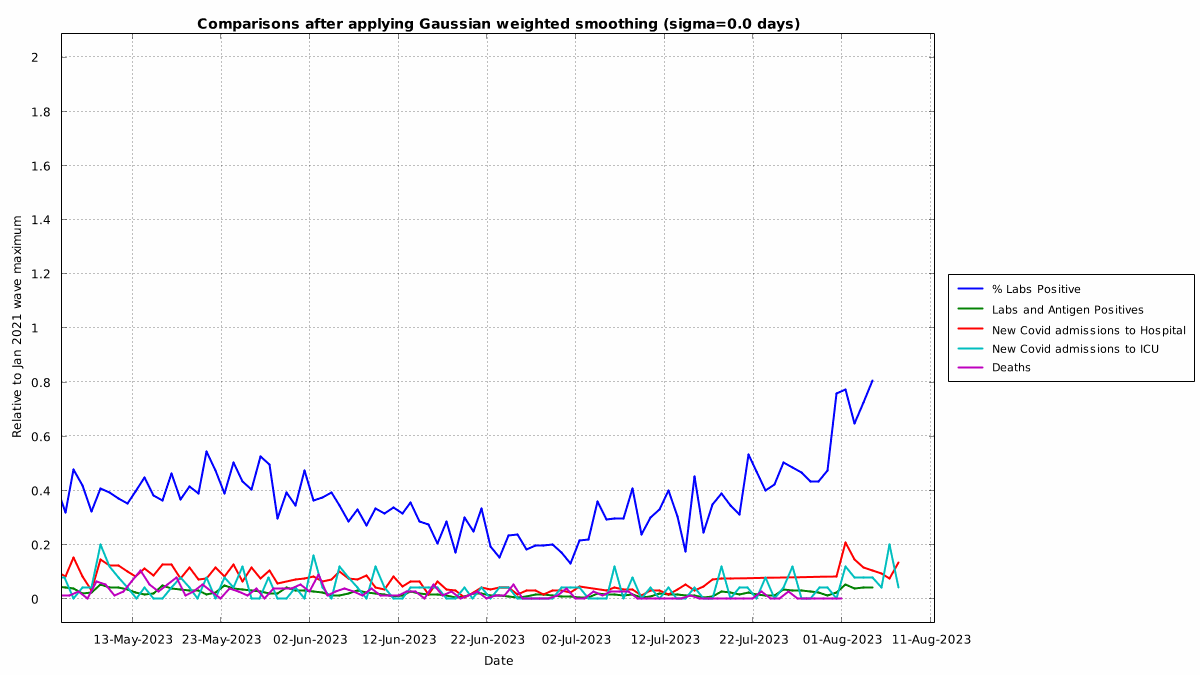 Comparisons after applying Gaussian weighted smoothing (sigma=0.0 days)
Relative to Jan 2021 wave maximum
2
1.8
1.6
1.4
1.2
1
0.8
0.6
0.4
0.2
0
13-May-2023 23-May-2023 02-Jun-2023 12-Jun-2023 22-Jun-2023 02-Jul-2023 12-Jul-2023 22-Jul-2023 01-Aug-2023 11-Aug-2023
Date
% Labs Positive
Labs and Antigen Positives
New Covid admissions to Hospital
New Covid admissions to ICU
Deaths